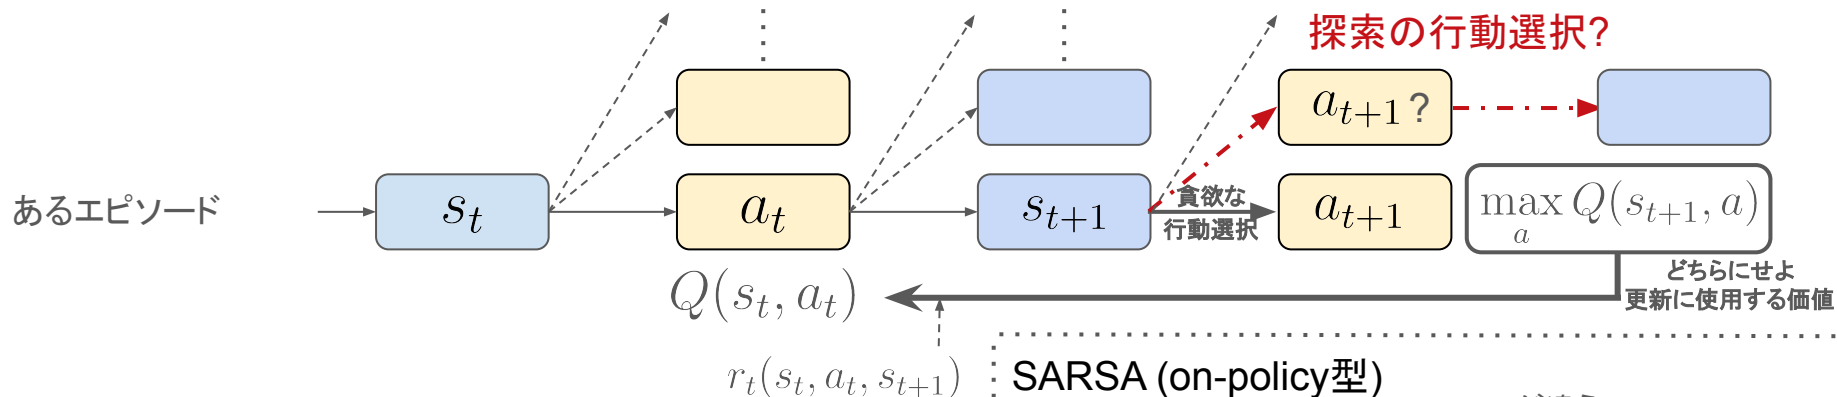 探索の行動選択?
a_{t+1}?
あるエピソード
s_t
a_t
s_{t+1}
貪欲な
行動選択
a_{t+1}
max_a Q(s_{t+1}, a)
Q(s_t, a_t)
どちらにせよ
更新に使用する価値
r_t(s_t, a_t, s_{t+1})
SARSA (on-policy型)